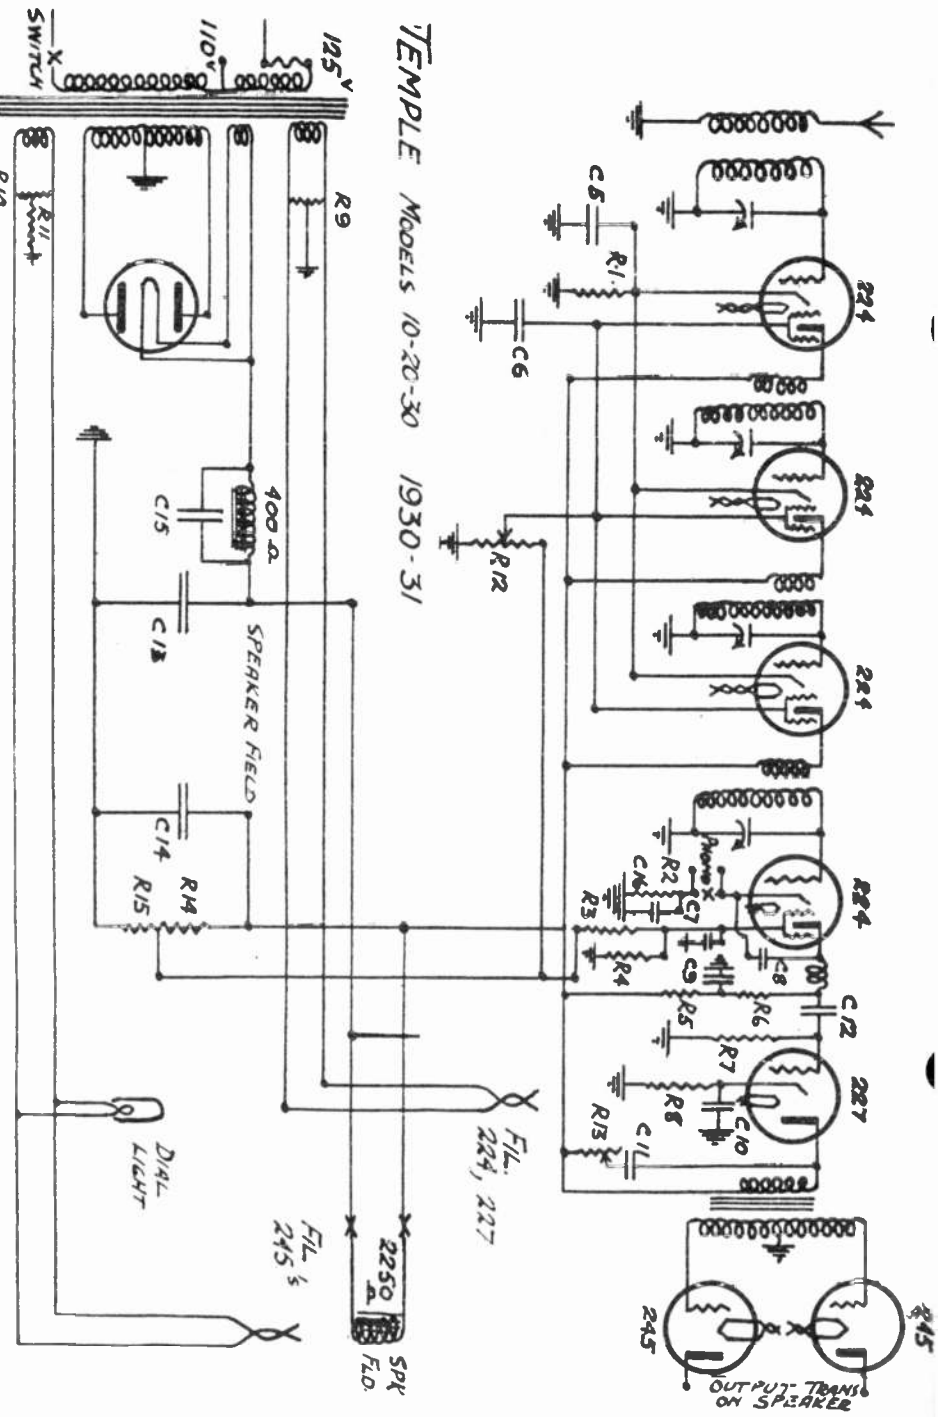 TEMPLE MODELS 10-20-30 1930-31
224
224
224
224
227
245
245
OUTPUT-TRANS
ON SPEAKER
C5
R1.
C6
R12
R2
C16
PHONO X
C7
R3
R4
C9
C8
R5
R6
C12
R7
R8
C10
R13
C11
125V
110V
SWITCH
R9
R11
400Ω
C15
C13
SPEAKER FIELD
C14
R14
R15
FIL.
224, 227
DIAL
LIGHT
FIL'S
245's
2250
Ω
SPK
FLD.